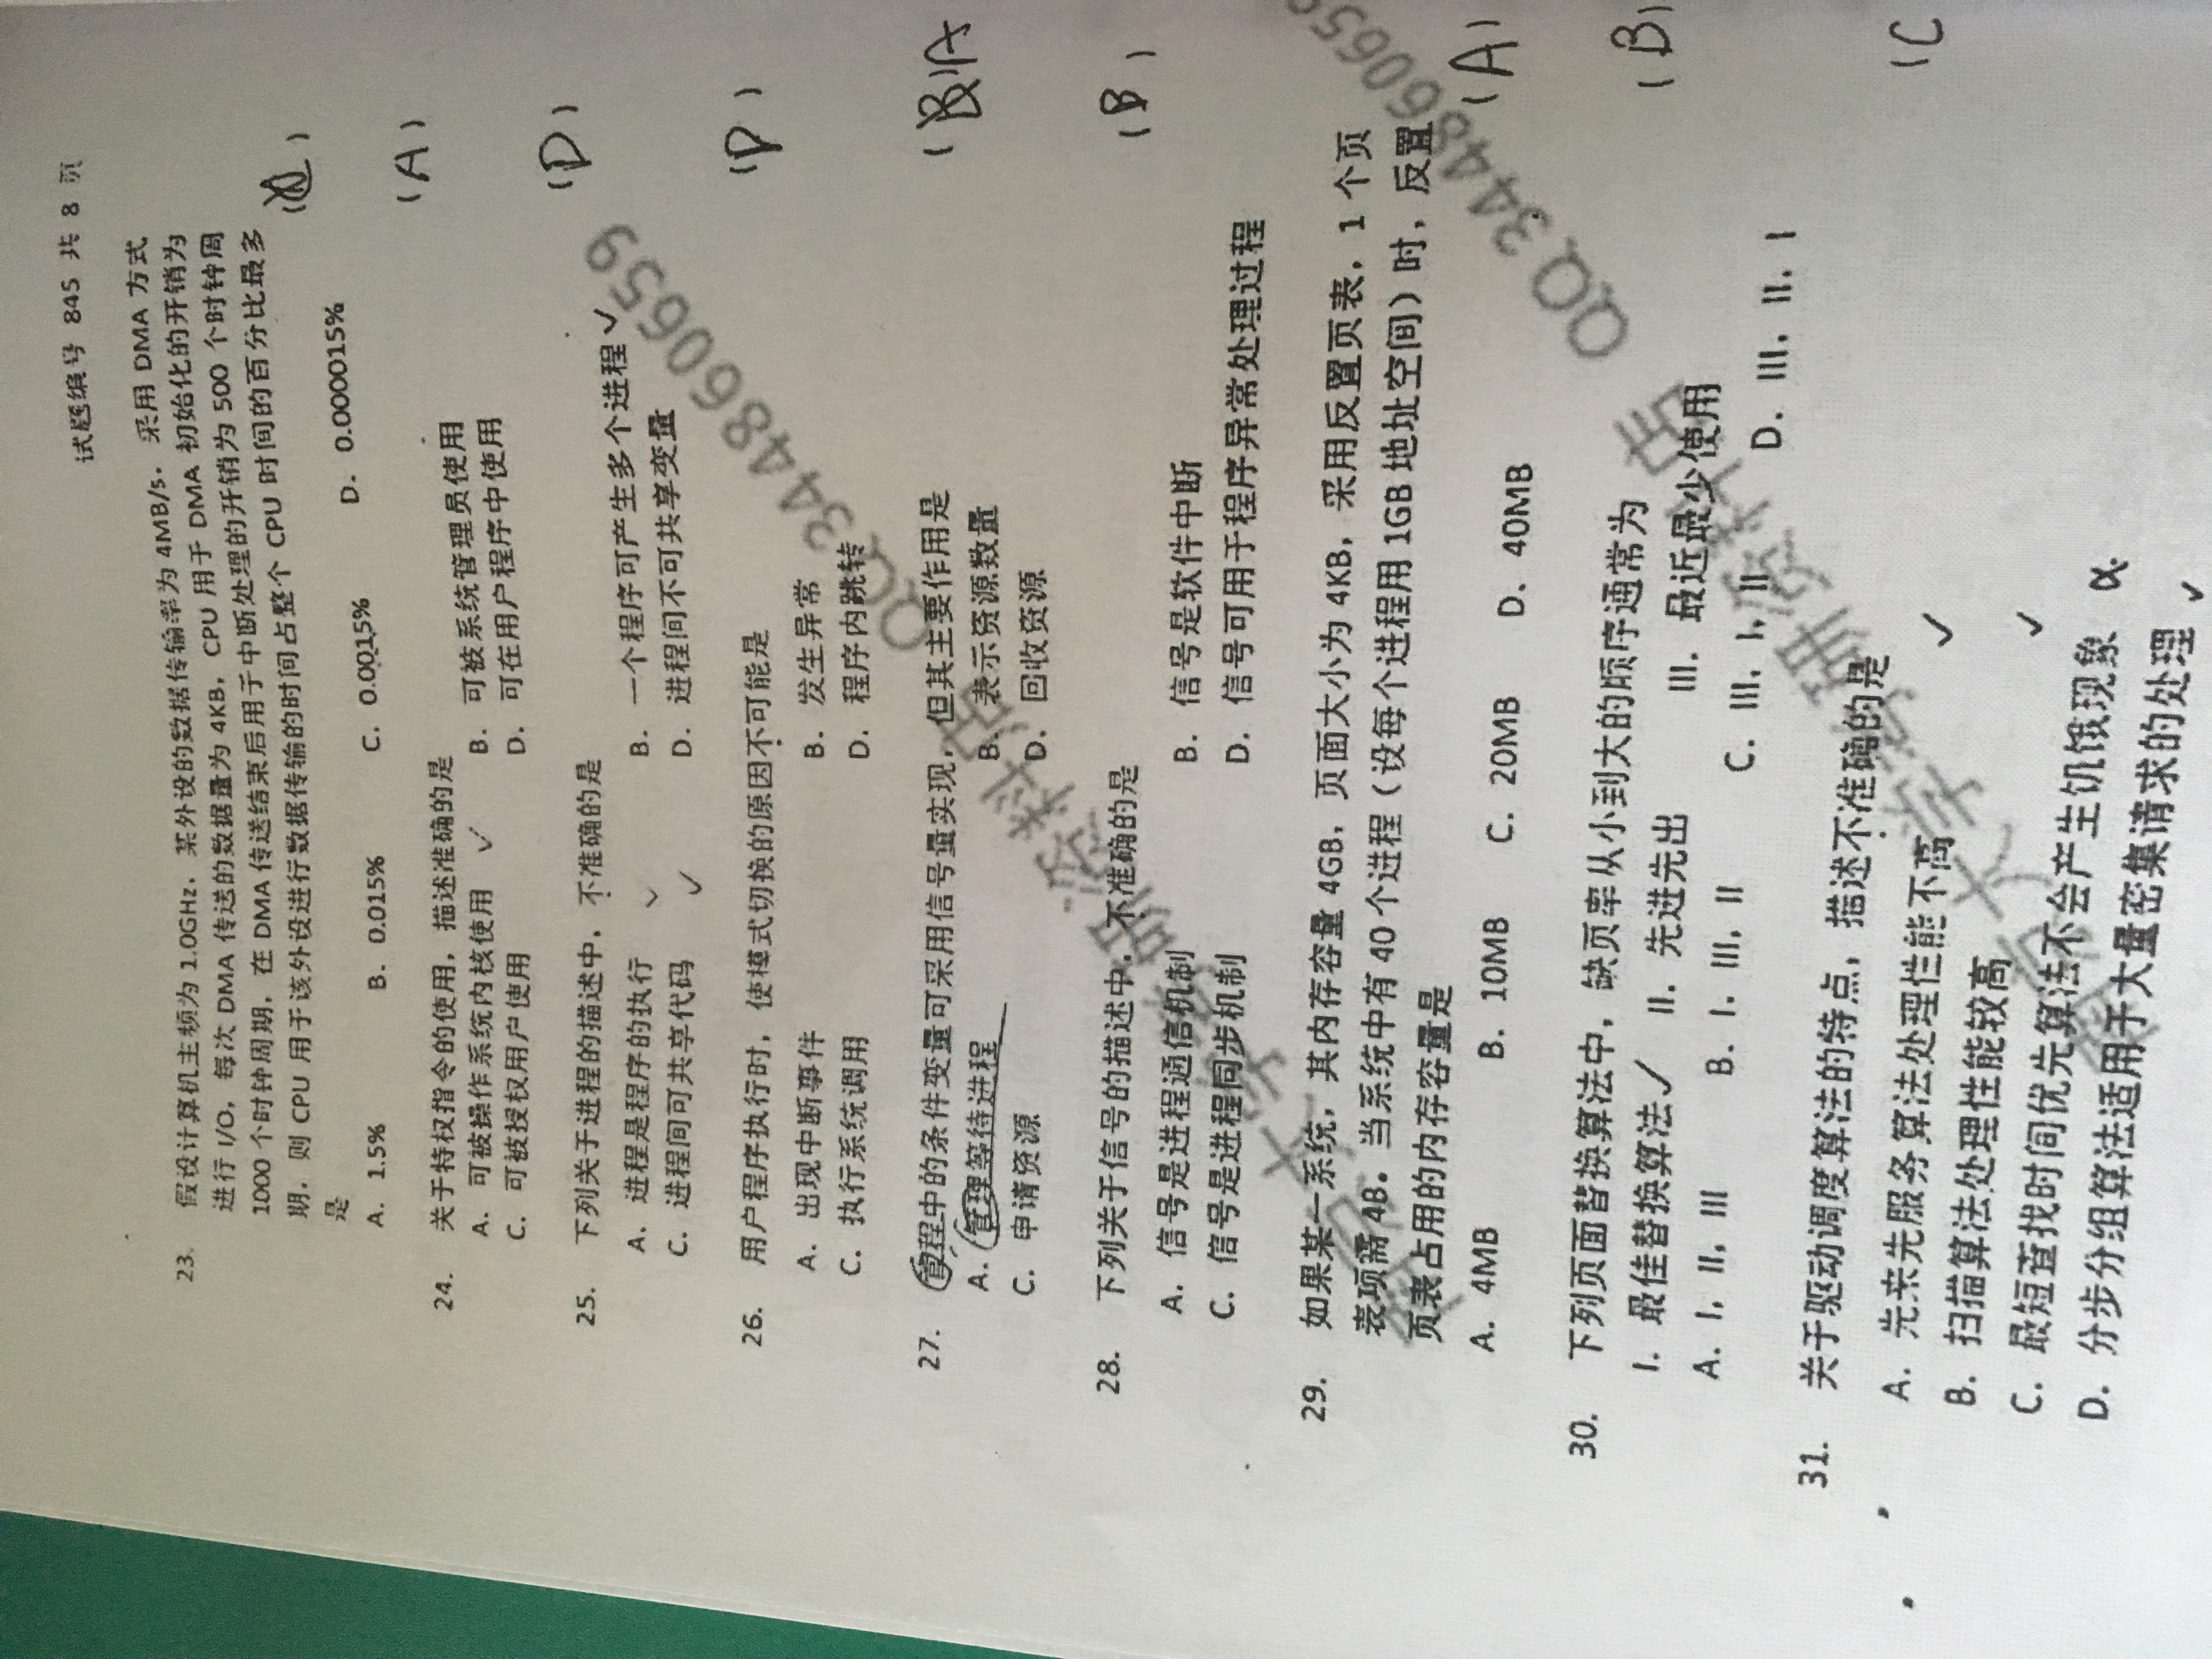 试题编号 845 共 8 页
23. 假设计算机主频为 1.0GHz，某外设的数据传输率为 4MB/s，采用 DMA 方式
进行 I/O，每次 DMA 传送的数据量为 4KB，CPU 用于 DMA 初始化的开销为
1000 个时钟周期，在 DMA 传送结束后用于中断处理的开销为 500 个时钟周
期，则 CPU 用于该外设进行数据传输的时间占整个 CPU 时间的百分比最多
是
A. 1.5% B. 0.015% C. 0.0015% D. 0.00015%
24. 关于特权指令的使用，描述准确的是 (A)
A. 可被操作系统内核使用 ✓ B. 可被系统管理员使用
C. 可被授权用户使用 D. 可在用户程序中使用
25. 下列关于进程的描述中，不准确的是 (D)
A. 进程是程序的执行 ✓ B. 一个程序可产生多个进程 ✓
C. 进程间可共享代码 ✓ D. 进程间不可共享变量
26. 用户程序执行时，使模式切换的原因不可能是 (D)
A. 出现中断事件 B. 发生异常
C. 执行系统调用 D. 程序内跳转
27. 管程中的条件变量可采用信号量实现，但其主要作用是 A
A. 管理等待进程 B. 表示资源数量
C. 申请资源 D. 回收资源
28. 下列关于信号的描述中，不准确的是 (B)
A. 信号是进程通信机制 B. 信号是软件中断
C. 信号是进程同步机制 D. 信号可用于程序异常处理过程
29. 如果某一系统，其内存容量 4GB，页面大小为 4KB，采用反置页表，1 个页
表项需 4B。当系统中有 40 个进程（设每个进程用 1GB 地址空间）时，反置
页表占用的内存容量是 (A)
A. 4MB B. 10MB C. 20MB D. 40MB
30. 下列页面替换算法中，缺页率从小到大的顺序通常为 (B)
I. 最佳替换算法 ✓ II. 先进先出 III. 最近最少使用
A. I, II, III B. I, III, II C. III, I, II D. III, II, I
31. 关于驱动调度算法的特点，描述不准确的是 (C
A. 先来先服务算法处理性能不高 ✓
B. 扫描算法处理性能较高 ✓
C. 最短查找时间优先算法不会产生饥饿现象
D. 分步分组算法适用于大量密集请求的处理 ✓
南京大学考研资料店 QQ 344860659
南京大学考研资料店 QQ 344860659